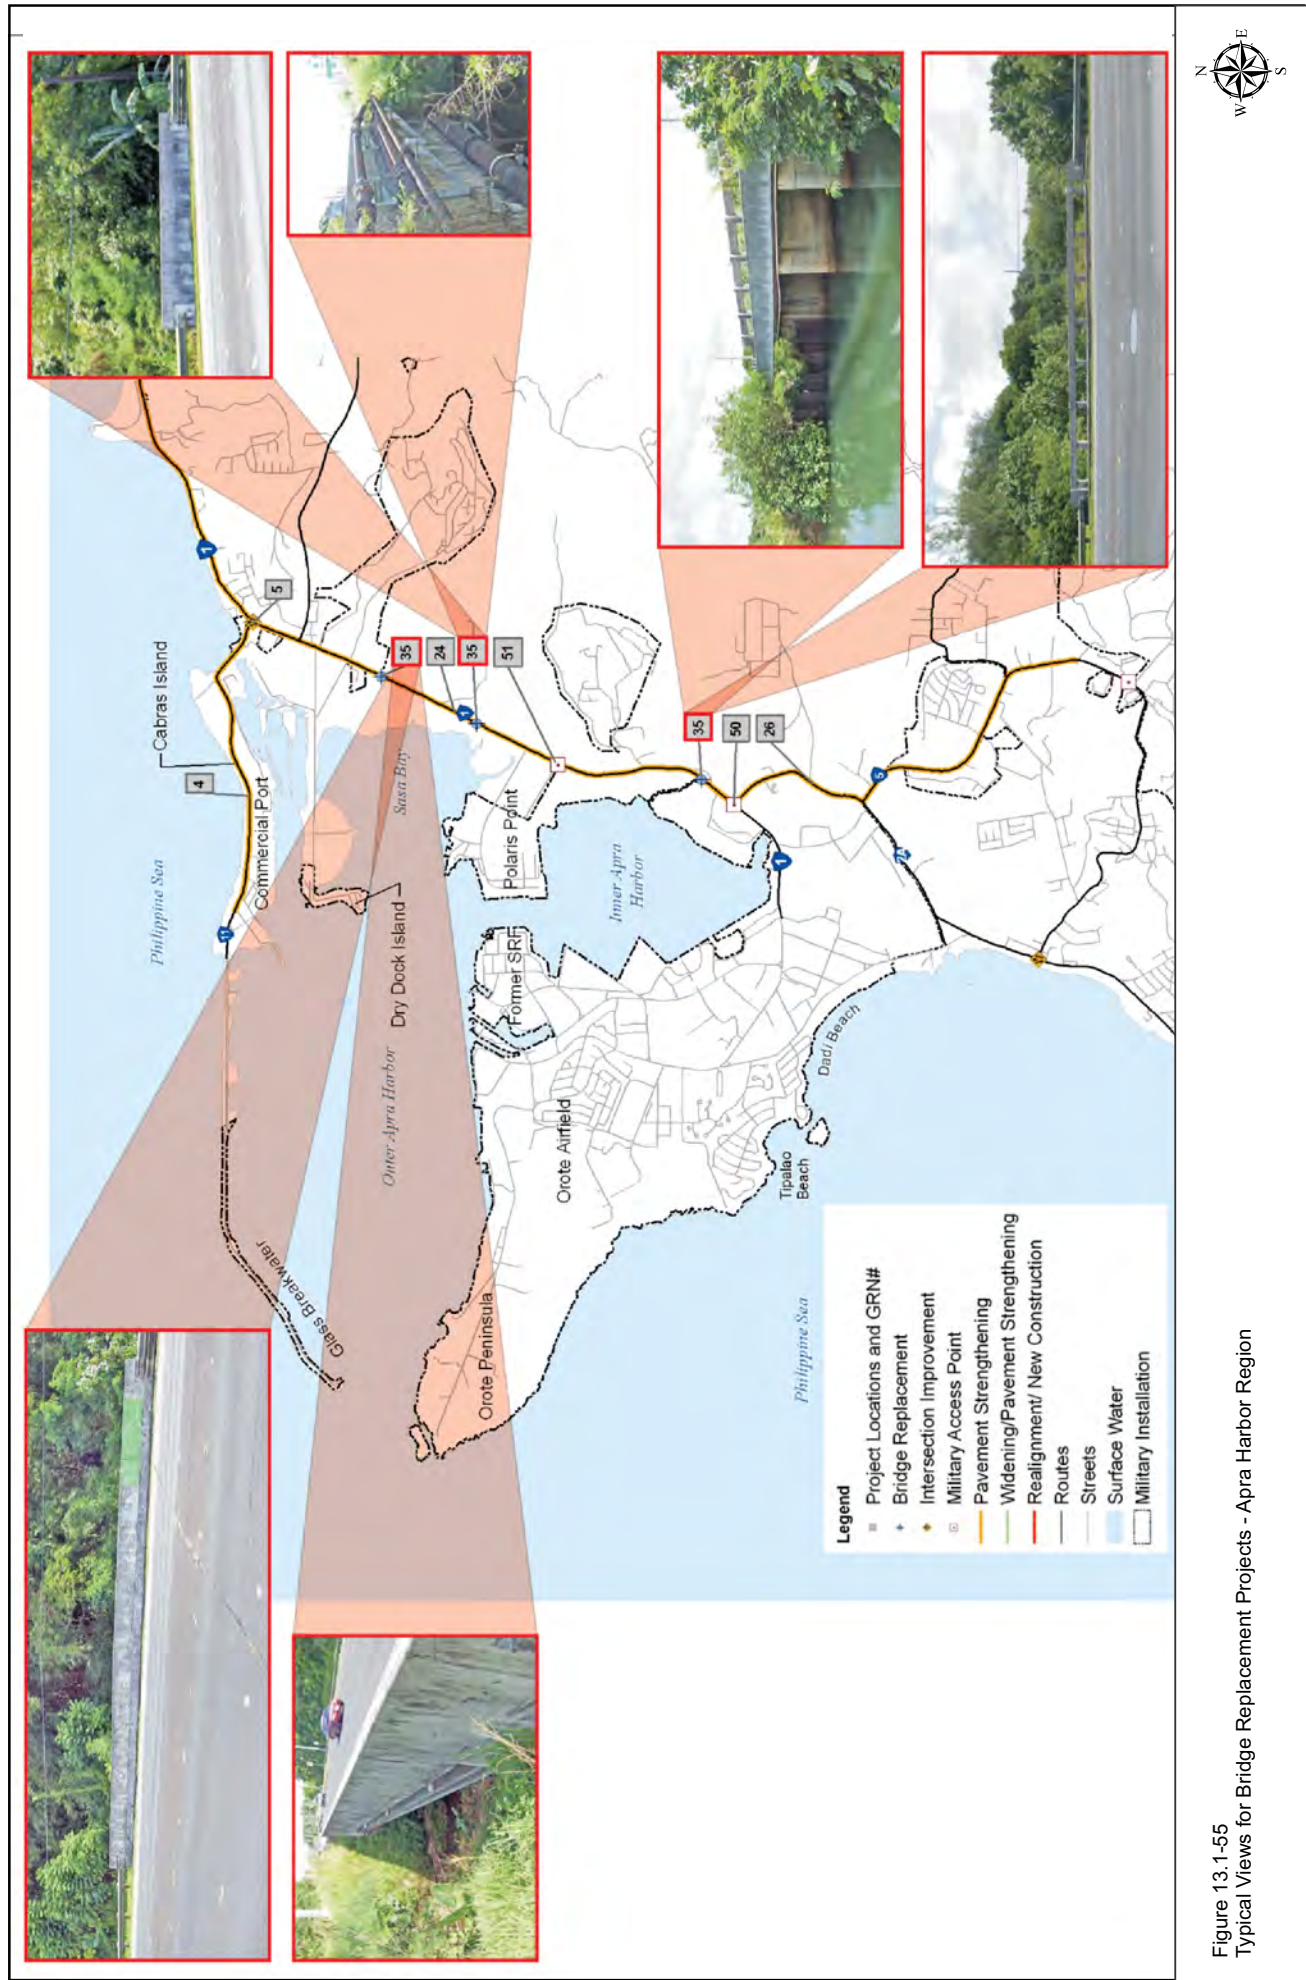 Philippine Sea
Cabras Island
4
Commercial Port
5
1
11
35
24
35
51
1
Sasa Bay
Dry Dock Island
Outer Apra Harbor
Glass Breakwater
Polaris Point
Former SRF
Inner Apra
Harbor
35
50
26
1
5
2A
Orote Airfield
Orote Peninsula
Dadi Beach
Tipalao
Beach
Philippine Sea
Legend
Project Locations and GRN#
Bridge Replacement
Intersection Improvement
Military Access Point
Pavement Strengthening
Widening/Pavement Strengthening
Realignment/ New Construction
Routes
Streets
Surface Water
Military Installation
N
E
S
W
Figure 13.1-55
Typical Views for Bridge Replacement Projects - Apra Harbor Region